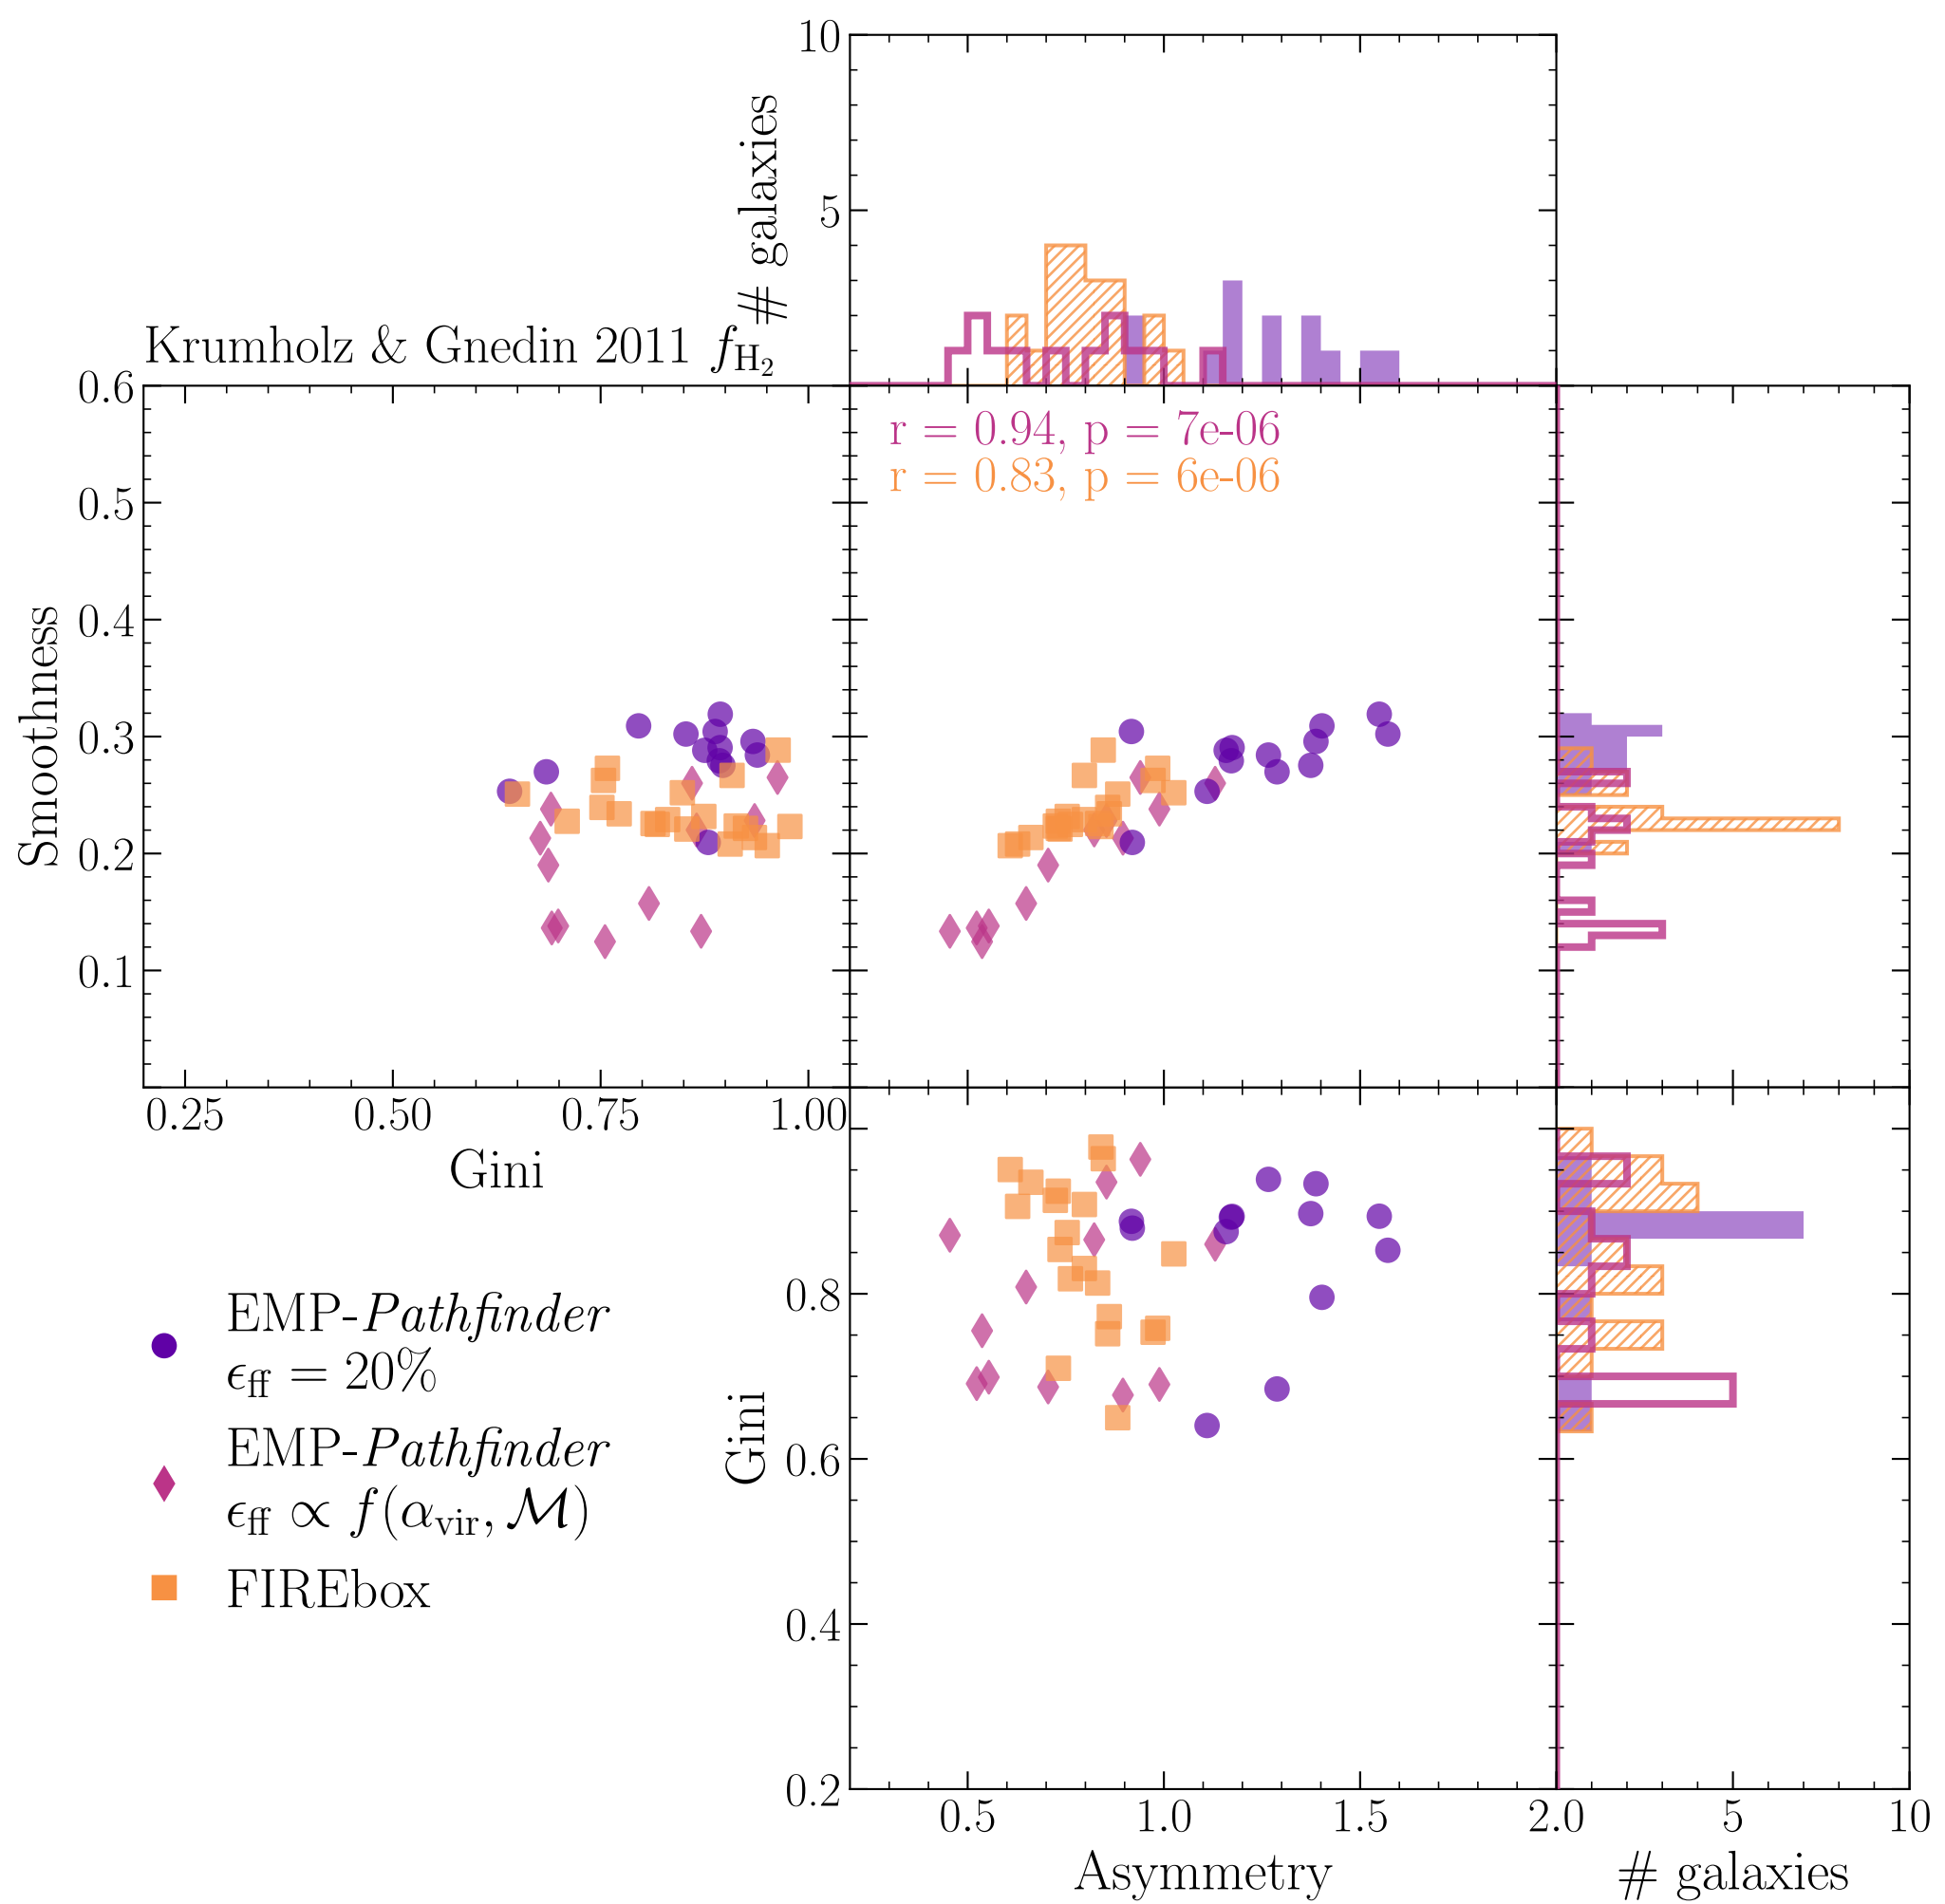 10
5
# galaxies
Krumholz & Gnedin 2011 f_H₂
r = 0.94, p = 7e-06
r = 0.83, p = 6e-06
0.6
0.5
0.4
0.3
0.2
0.1
Smoothness
0.25 0.50 0.75 1.00
Gini
0.8
0.6
0.4
0.2
Gini
EMP-Pathfinder
ϵ_ff = 20%
EMP-Pathfinder
ϵ_ff ∝ f(α_vir, ℳ)
FIREbox
0.5 1.0 1.5 2.0 5 10
Asymmetry # galaxies